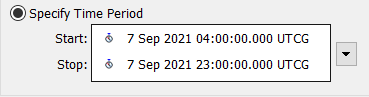 Specify Time Period
Start: 7 Sep 2021 04:00:00.000 UTCG
Stop: 7 Sep 2021 23:00:00.000 UTCG